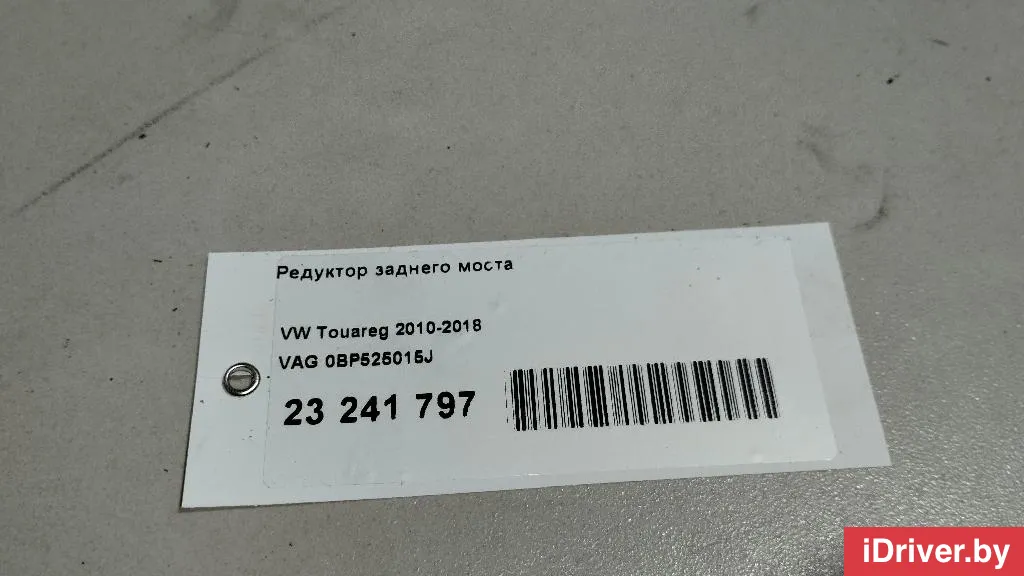 Редуктор заднего моста
VW Touareg 2010-2018
VAG 0BP525015J
23 241 797
iDriver.by